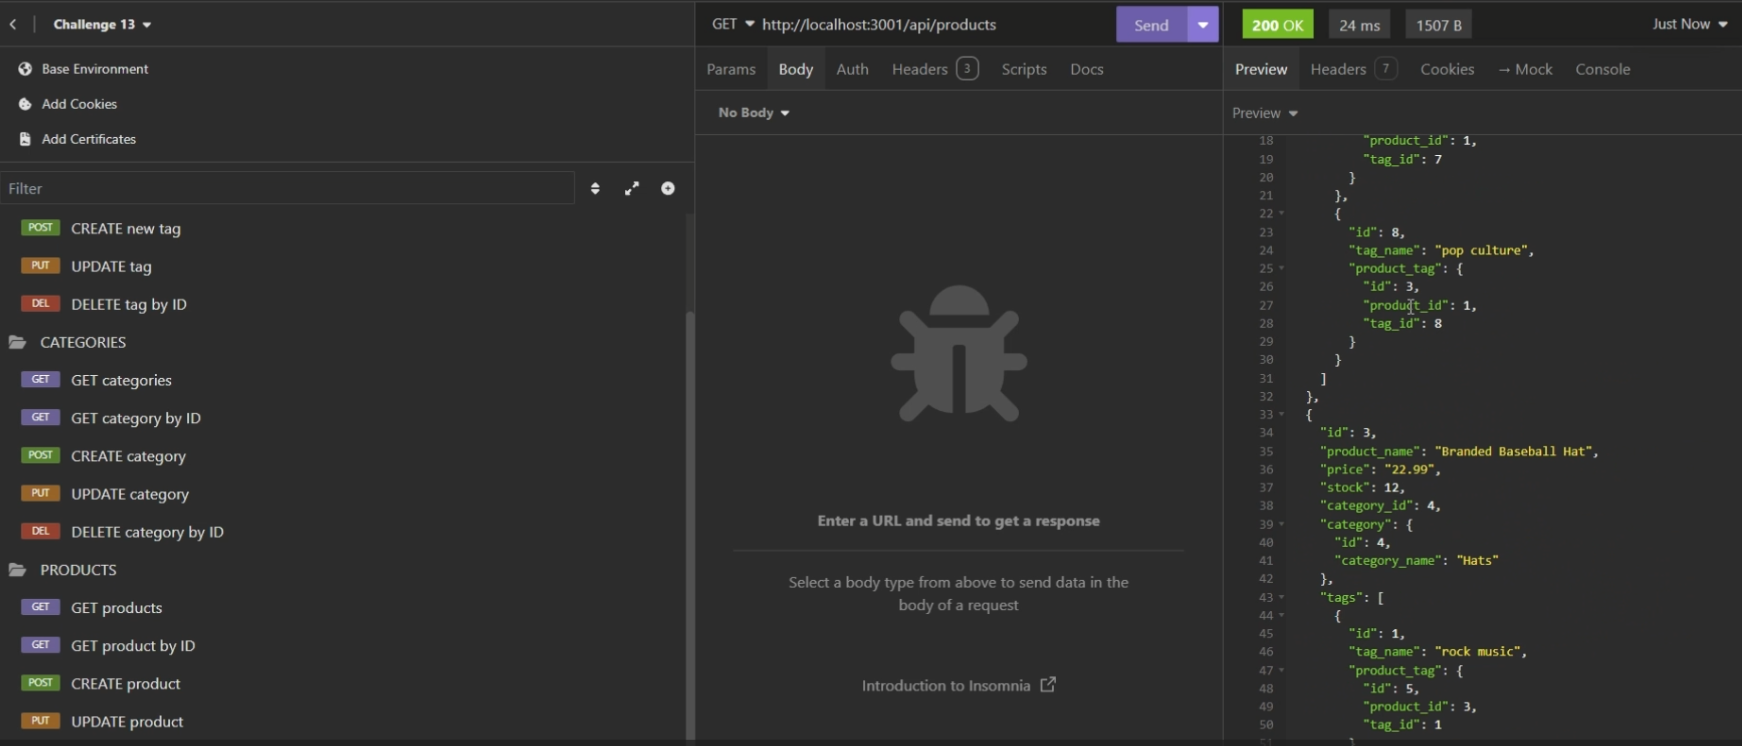 Challenge 13
GET http://localhost:3001/api/products Send
200 OK 24 ms 1507 B Just Now
Base Environment
Add Cookies
Add Certificates
Filter
POST CREATE new tag
PUT UPDATE tag
DEL DELETE tag by ID
CATEGORIES
GET GET categories
GET GET category by ID
POST CREATE category
PUT UPDATE category
DEL DELETE category by ID
PRODUCTS
GET GET products
GET GET product by ID
POST CREATE product
PUT UPDATE product
Params Body Auth Headers 3 Scripts Docs
No Body
Enter a URL and send to get a response
Select a body type from above to send data in the
body of a request
Introduction to Insomnia
Preview Headers 7 Cookies → Mock Console
Preview
18 "product_id": 1,
19 "tag_id": 7
20 }
21 },
22 {
23 "id": 8,
24 "tag_name": "pop culture",
25 "product_tag": {
26 "id": 3,
27 "product_id": 1,
28 "tag_id": 8
29 }
30 }
31 ]
32 },
33 {
34 "id": 3,
35 "product_name": "Branded Baseball Hat",
36 "price": "22.99",
37 "stock": 12,
38 "category_id": 4,
39 "category": {
40 "id": 4,
41 "category_name": "Hats"
42 },
43 "tags": [
44 {
45 "id": 1,
46 "tag_name": "rock music",
47 "product_tag": {
48 "id": 5,
49 "product_id": 3,
50 "tag_id": 1